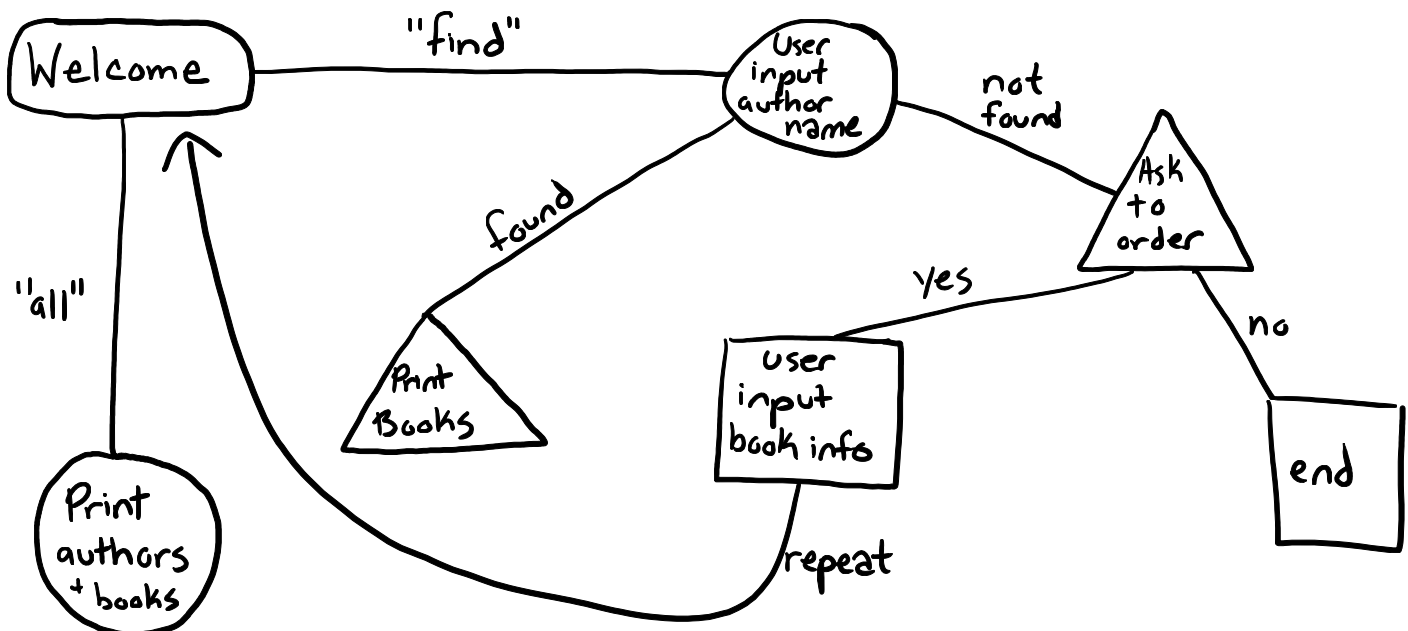 Welcome
"find"
User
input
author
name
not
found
Ask
to
order
found
"all"
yes
no
Print
Books
user
input
book info
end
Print
authors
+ books
repeat